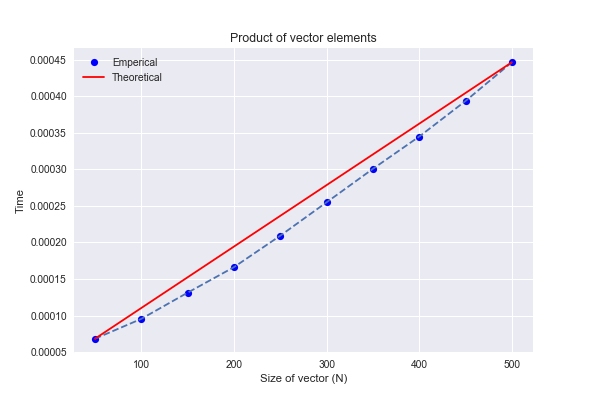 Product of vector elements
Emperical
Theoretical
0.00045
0.00040
0.00035
0.00030
0.00025
0.00020
0.00015
0.00010
0.00005
Time
100 200 300 400 500
Size of vector (N)